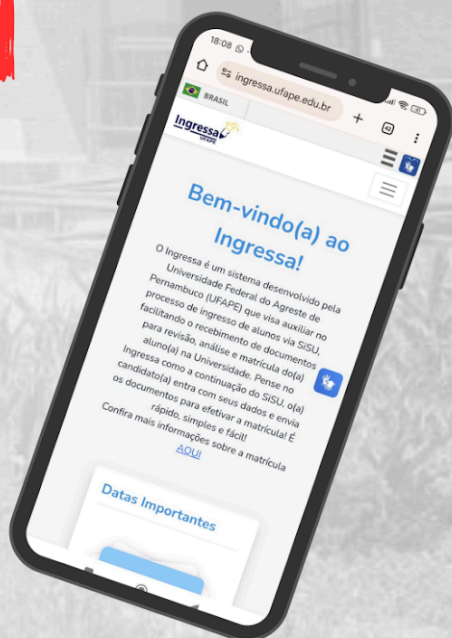 18:08
ingressa.ufape.edu.br
42
BRASIL
Ingressa
UFAPE
Bem-vindo(a) ao
Ingressa!
O Ingressa é um sistema desenvolvido pela
Universidade Federal do Agreste de
Pernambuco (UFAPE) que visa auxiliar no
processo de ingresso de alunos via SiSU,
facilitando o recebimento de documentos
para revisão, análise e matrícula do(a)
aluno(a) na Universidade. Pense no
Ingressa como a continuação do SiSU, o(a)
candidato(a) entra com seus dados e envia
os documentos para efetivar a matrícula! É
rápido, simples e fácil!
Confira mais informações sobre a matrícula
AQUI
Datas Importantes